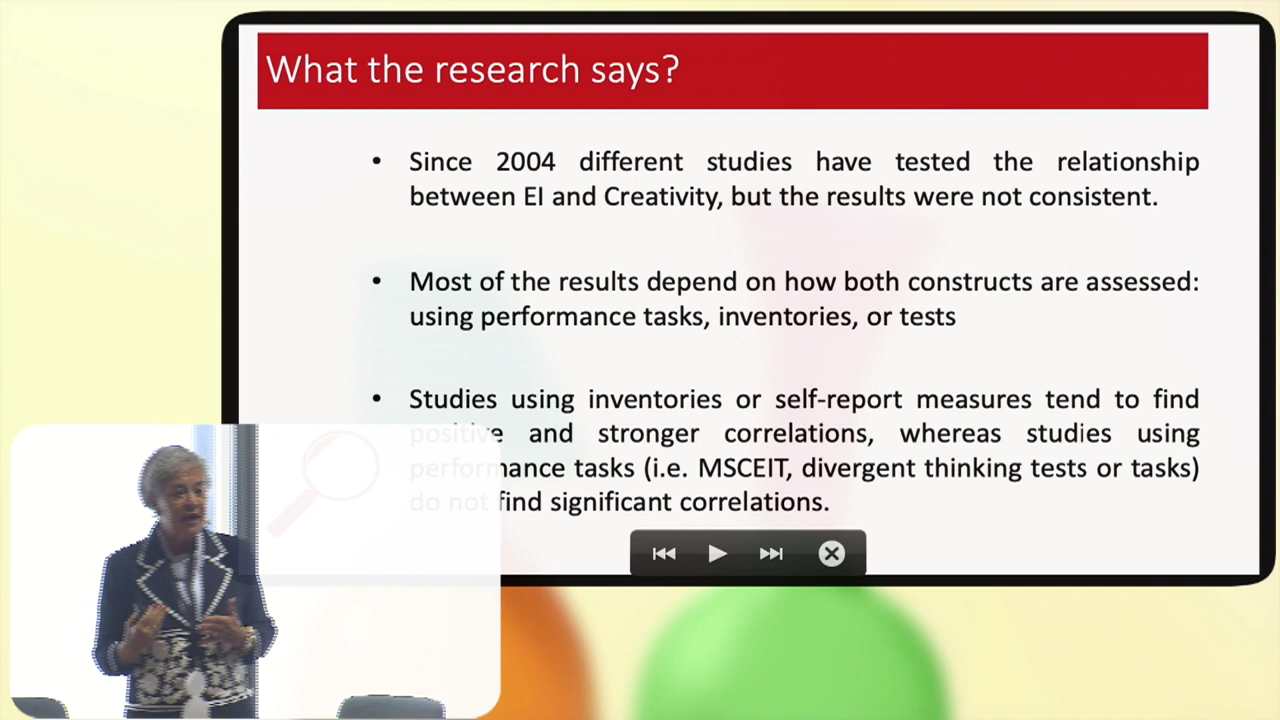 What the research says?
• Since 2004 different studies have tested the relationship
between EI and Creativity, but the results were not consistent.
• Most of the results depend on how both constructs are assessed:
using performance tasks, inventories, or tests
• Studies using inventories or self-report measures tend to find
positive and stronger correlations, whereas studies using
performance tasks (i.e. MSCEIT, divergent thinking tests or tasks)
do not find significant correlations.